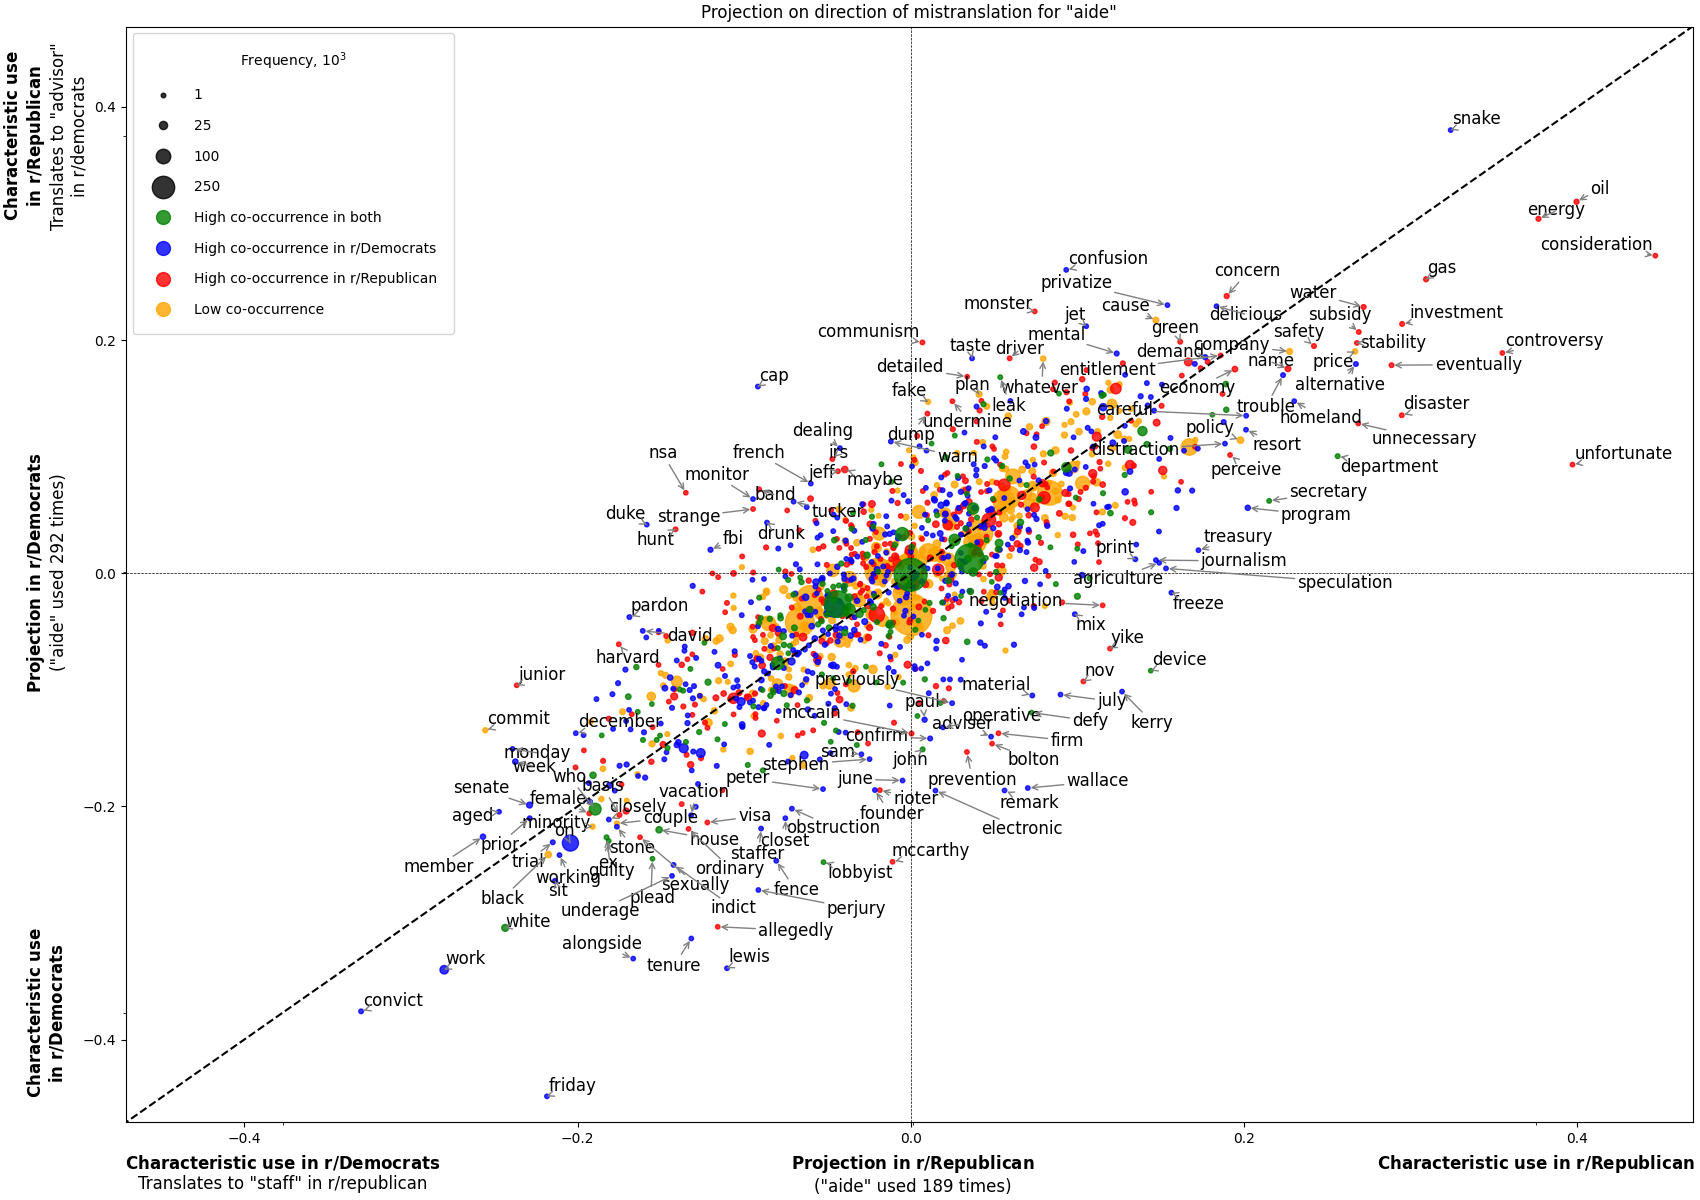 Projection on direction of mistranslation for "aide"
Characteristic use
in r/Republican
Translates to "advisor"
in r/democrats
Projection in r/Democrats
("aide" used 292 times)
Characteristic use
in r/Democrats
Frequency, 10^3
1
25
100
250
High co-occurrence in both
High co-occurrence in r/Democrats
High co-occurrence in r/Republican
Low co-occurrence
0.4
0.2
0.0
−0.2
−0.4
snake
oil
energy
consideration
confusion
concern
gas
privatize
water
monster
cause
delicious
subsidy
investment
jet
communism
mental
green
safety
stability
controversy
taste
driver
demand
company
name
price
eventually
detailed
entitlement
cap
plan
whatever
economy
alternative
fake
leak
careful
trouble
homeland
disaster
undermine
dealing
dump
policy
resort
unnecessary
nsa
french
irs
warn
distraction
unfortunate
monitor
jeff
maybe
perceive
department
band
secretary
duke
strange
tucker
program
hunt
fbi
drunk
print
treasury
journalism
agriculture
speculation
negotiation
freeze
pardon
mix
david
yike
harvard
device
junior
previously
material
nov
july
commit
december
mccain
paul
operative
defy
kerry
adviser
monday
confirm
firm
week
sam
john
bolton
who
stephen
senate
female
basis
peter
june
prevention
wallace
vacation
aged
closely
rioter
remark
minority
couple
visa
founder
on
obstruction
electronic
prior
stone
house
closet
member
trial
ex
staffer
mccarthy
guilty
ordinary
lobbyist
working
sexually
black
sit
plead
fence
underage
indict
perjury
white
allegedly
alongside
work
tenure
lewis
convict
friday
−0.4
−0.2
0.0
0.2
0.4
Characteristic use in r/Democrats
Translates to "staff" in r/republican
Projection in r/Republican
("aide" used 189 times)
Characteristic use in r/Republican